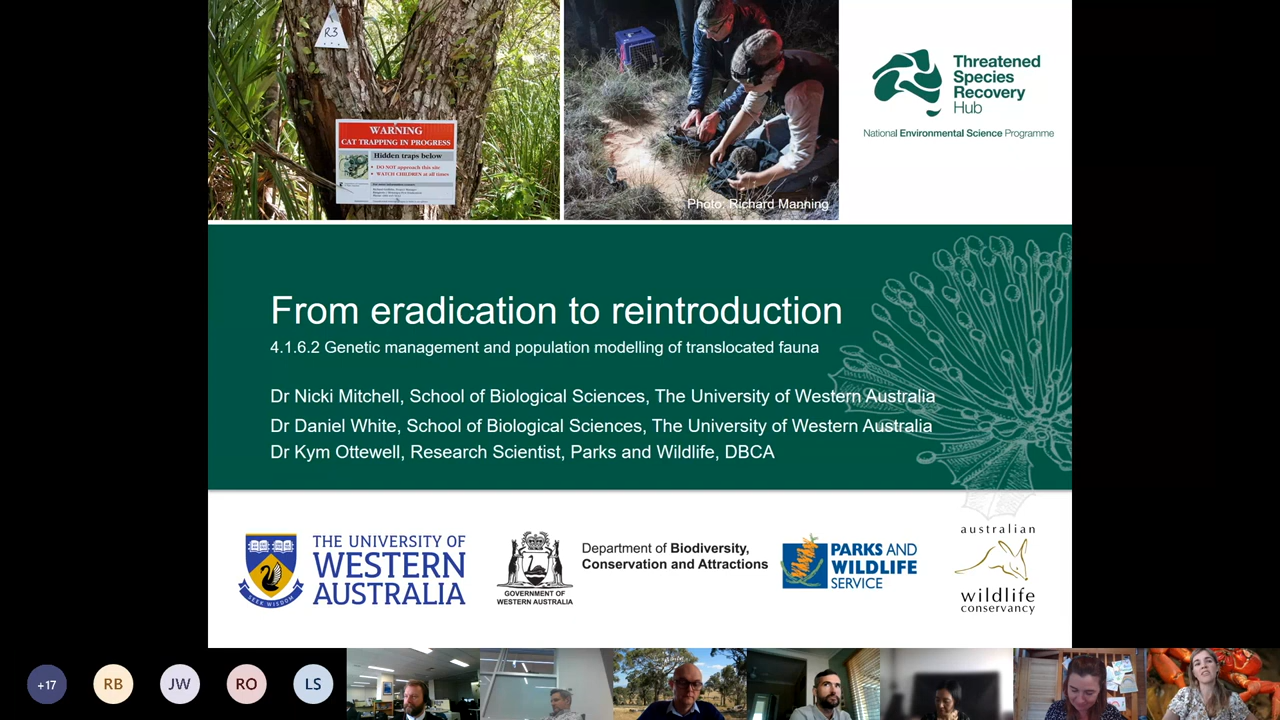 R3
WARNING
CAT TRAPPING IN PROGRESS
Hidden traps below
DO NOT approach this site
WATCH CHILDREN at all times
Photo: Richard Manning
Threatened
Species
Recovery
Hub
National Environmental Science Programme
From eradication to reintroduction
4.1.6.2 Genetic management and population modelling of translocated fauna
Dr Nicki Mitchell, School of Biological Sciences, The University of Western Australia
Dr Daniel White, School of Biological Sciences, The University of Western Australia
Dr Kym Ottewell, Research Scientist, Parks and Wildlife, DBCA
SEEK WISDOM
THE UNIVERSITY OF
WESTERN
AUSTRALIA
GOVERNMENT OF
WESTERN AUSTRALIA
Department of Biodiversity,
Conservation and Attractions
PARKS AND
WILDLIFE
SERVICE
australian
wildlife
conservancy
+17
RB
JW
RO
LS